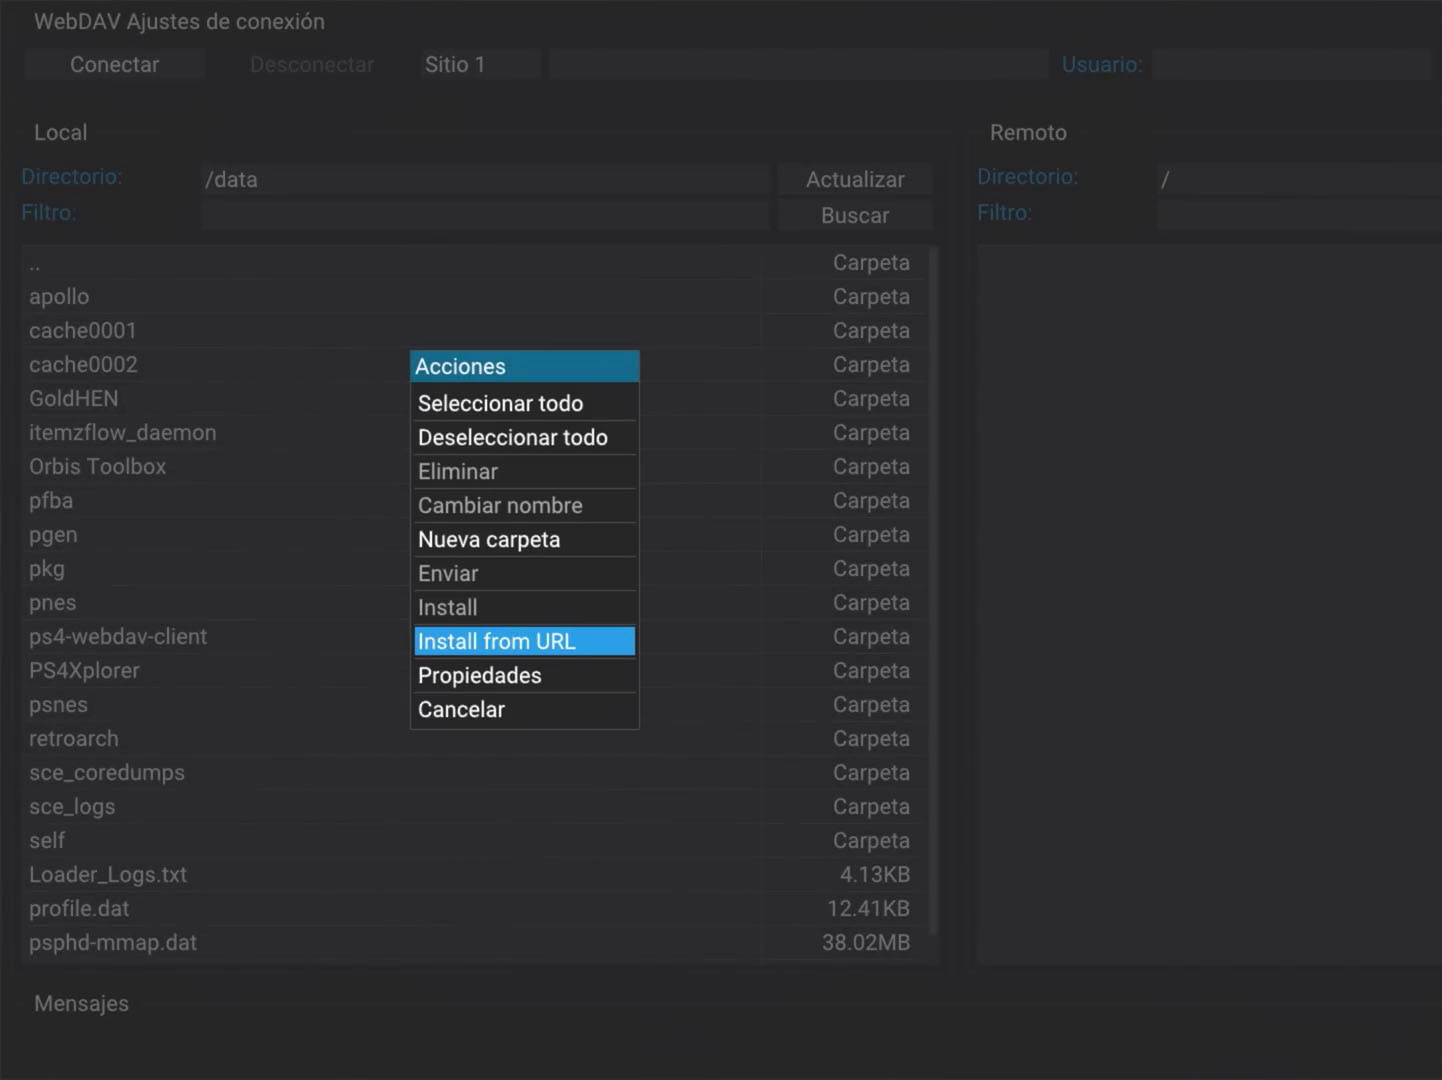 WebDAV Ajustes de conexión
Conectar Desconectar Sitio 1 Usuario:
Local
Directorio: /data Actualizar
Filtro: Buscar
.. Carpeta
apollo Carpeta
cache0001 Carpeta
cache0002 Carpeta
GoldHEN Carpeta
itemzflow_daemon Carpeta
Orbis Toolbox Carpeta
pfba Carpeta
pgen Carpeta
pkg Carpeta
pnes Carpeta
ps4-webdav-client Carpeta
PS4Xplorer Carpeta
psnes Carpeta
retroarch Carpeta
sce_coredumps Carpeta
sce_logs Carpeta
self Carpeta
Loader_Logs.txt 4.13KB
profile.dat 12.41KB
psphd-mmap.dat 38.02MB
Acciones
Seleccionar todo
Deseleccionar todo
Eliminar
Cambiar nombre
Nueva carpeta
Enviar
Install
Install from URL
Propiedades
Cancelar
Remoto
Directorio: /
Filtro:
Mensajes